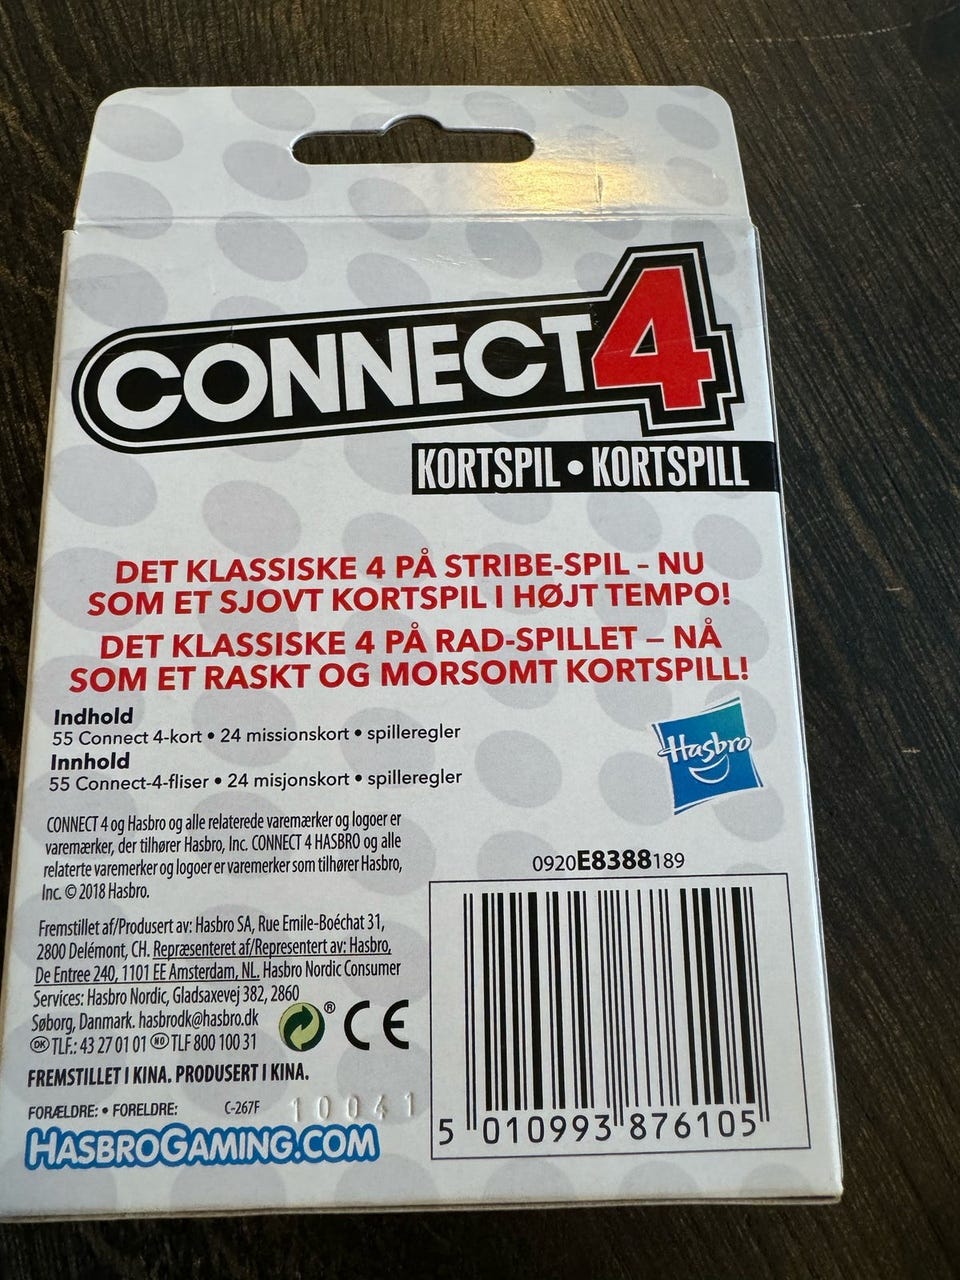 CONNECT 4
KORTSPIL • KORTSPILL
DET KLASSISKE 4 PÅ STRIBE-SPIL – NU
SOM ET SJOVT KORTSPIL I HØJT TEMPO!
DET KLASSISKE 4 PÅ RAD-SPILLET – NÅ
SOM ET RASKT OG MORSOMT KORTSPILL!
Indhold
55 Connect 4-kort • 24 missionskort • spilleregler
Innhold
55 Connect-4-fliser • 24 misjonskort • spilleregler
Hasbro
CONNECT 4 og Hasbro og alle relaterede varemærker og logoer er
varemærker, der tilhører Hasbro, Inc. CONNECT 4 HASBRO og alle
relaterte varemerker og logoer er varemerker som tilhører Hasbro,
Inc. © 2018 Hasbro.
0920E8388189
Fremstillet af/Produsert av: Hasbro SA, Rue Emile-Boéchat 31,
2800 Delémont, CH. Repræsenteret af/Representert av: Hasbro,
De Entree 240, 1101 EE Amsterdam, NL. Hasbro Nordic Consumer
Services: Hasbro Nordic, Gladsaxevej 382, 2860
Søborg, Danmark. hasbrodk@hasbro.dk
DK TLF.: 43 27 01 01 NO TLF 800 100 31
® CE
FREMSTILLET I KINA. PRODUSERT I KINA.
FORÆLDRE: • FORELDRE: C-267F 10041
HASBROGAMING.COM
5 010993 876105